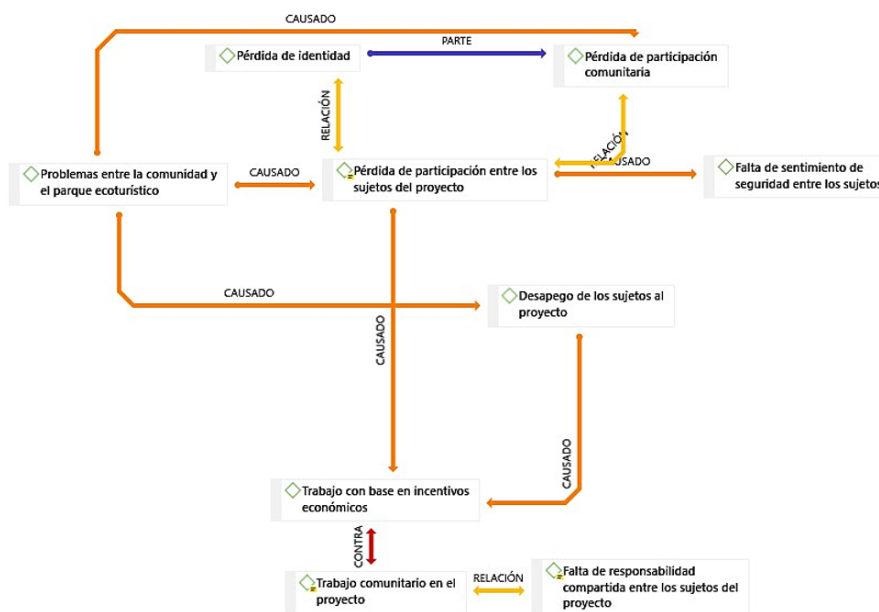 CAUSADO
Pérdida de identidad
PARTE
Pérdida de participación
comunitaria
RELACIÓN
RELACIÓN
Problemas entre la comunidad y
el parque ecoturístico
CAUSADO
Pérdida de participación entre los
sujetos del proyecto
CAUSADO
Falta de sentimiento de
seguridad entre los sujetos
CAUSADO
Desapego de los sujetos al
proyecto
CAUSADO
CAUSADO
Trabajo con base en incentivos
económicos
CONTRA
Trabajo comunitario en el
proyecto
RELACIÓN
Falta de responsabilidad
compartida entre los sujetos del
proyecto